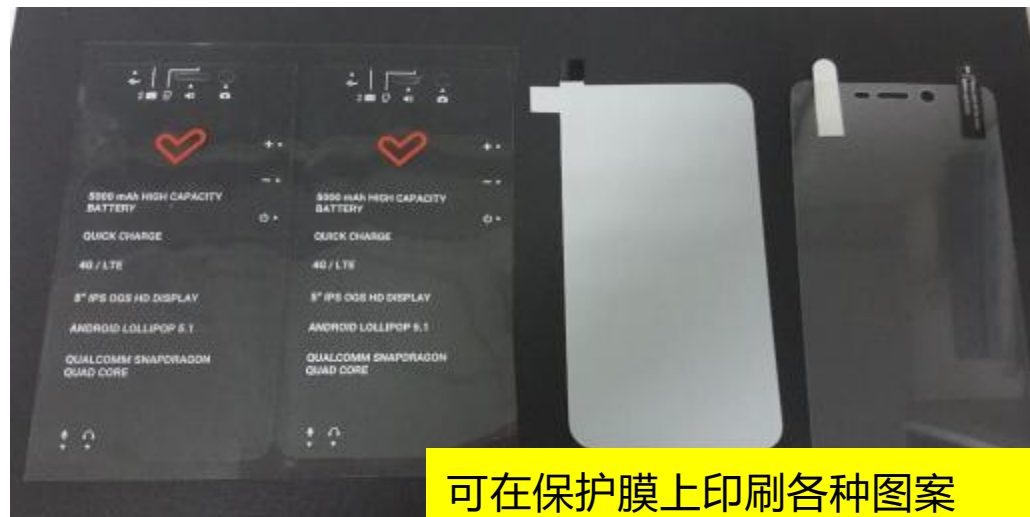 5000 mAh HIGH CAPACITY
BATTERY
QUICK CHARGE
4G / LTE
5" IPS OGS HD DISPLAY
ANDROID LOLLIPOP 5.1
QUALCOMM SNAPDRAGON
QUAD CORE
5000 mAh HIGH CAPACITY
BATTERY
QUICK CHARGE
4G / LTE
5" IPS OGS HD DISPLAY
ANDROID LOLLIPOP 5.1
QUALCOMM SNAPDRAGON
QUAD CORE
可在保护膜上印刷各种图案